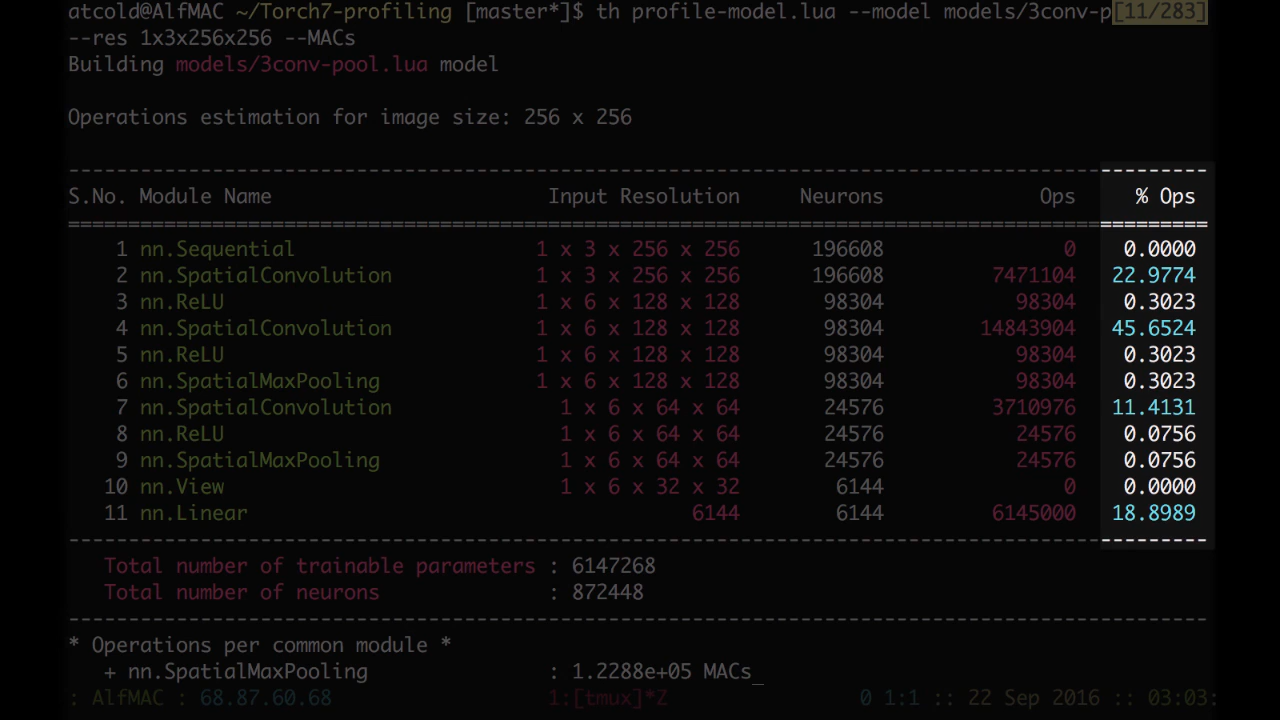 atcold@AlfMAC ~/Torch7-profiling [master*]$ th profile-model.lua --model models/3conv-p[11/283]
--res 1x3x256x256 --MACs
Building models/3conv-pool.lua model
Operations estimation for image size: 256 x 256
------------------------------------------------------------------------------------------------
S.No. Module Name Input Resolution Neurons Ops % Ops
================================================================================================
1 nn.Sequential 1 x 3 x 256 x 256 196608 0 0.0000
2 nn.SpatialConvolution 1 x 3 x 256 x 256 196608 7471104 22.9774
3 nn.ReLU 1 x 6 x 128 x 128 98304 98304 0.3023
4 nn.SpatialConvolution 1 x 6 x 128 x 128 98304 14843904 45.6524
5 nn.ReLU 1 x 6 x 128 x 128 98304 98304 0.3023
6 nn.SpatialMaxPooling 1 x 6 x 128 x 128 98304 98304 0.3023
7 nn.SpatialConvolution 1 x 6 x 64 x 64 24576 3710976 11.4131
8 nn.ReLU 1 x 6 x 64 x 64 24576 24576 0.0756
9 nn.SpatialMaxPooling 1 x 6 x 64 x 64 24576 24576 0.0756
10 nn.View 1 x 6 x 32 x 32 6144 0 0.0000
11 nn.Linear 6144 6144 6145000 18.8989
------------------------------------------------------------------------------------------------
Total number of trainable parameters : 6147268
Total number of neurons : 872448
------------------------------------------------------------------------------------------------
* Operations per common module *
+ nn.SpatialMaxPooling : 1.2288e+05 MACs_
: AlfMAC : 68.87.60.68 1:[tmux]*Z 0 1:1 :: 22 Sep 2016 :: 03:03: